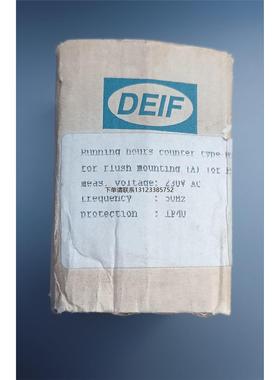 DEIF
Running hours counter type
for flush mounting (A) for
下单请联系13123385752
meas. voltage: 230V AC
frequency : 50Hz
protection : IP40